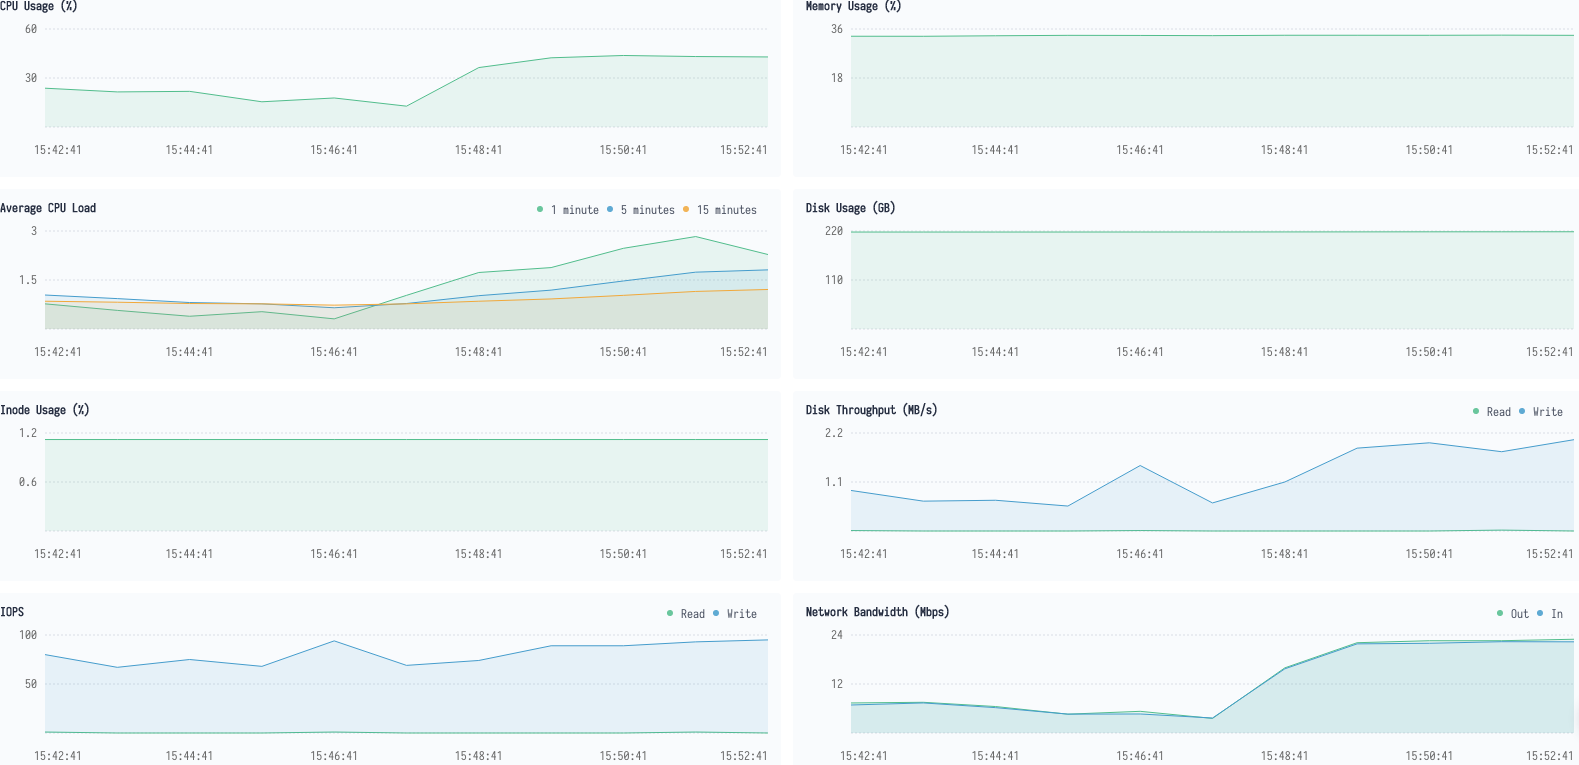 CPU Usage (%)
60
30
15:42:41 15:44:41 15:46:41 15:48:41 15:50:41 15:52:41
Memory Usage (%)
36
18
15:42:41 15:44:41 15:46:41 15:48:41 15:50:41 15:52:41
Average CPU Load
1 minute 5 minutes 15 minutes
3
1.5
15:42:41 15:44:41 15:46:41 15:48:41 15:50:41 15:52:41
Disk Usage (GB)
220
110
15:42:41 15:44:41 15:46:41 15:48:41 15:50:41 15:52:41
Inode Usage (%)
1.2
0.6
15:42:41 15:44:41 15:46:41 15:48:41 15:50:41 15:52:41
Disk Throughput (MB/s)
Read Write
2.2
1.1
15:42:41 15:44:41 15:46:41 15:48:41 15:50:41 15:52:41
IOPS
Read Write
100
50
15:42:41 15:44:41 15:46:41 15:48:41 15:50:41 15:52:41
Network Bandwidth (Mbps)
Out In
24
12
15:42:41 15:44:41 15:46:41 15:48:41 15:50:41 15:52:41